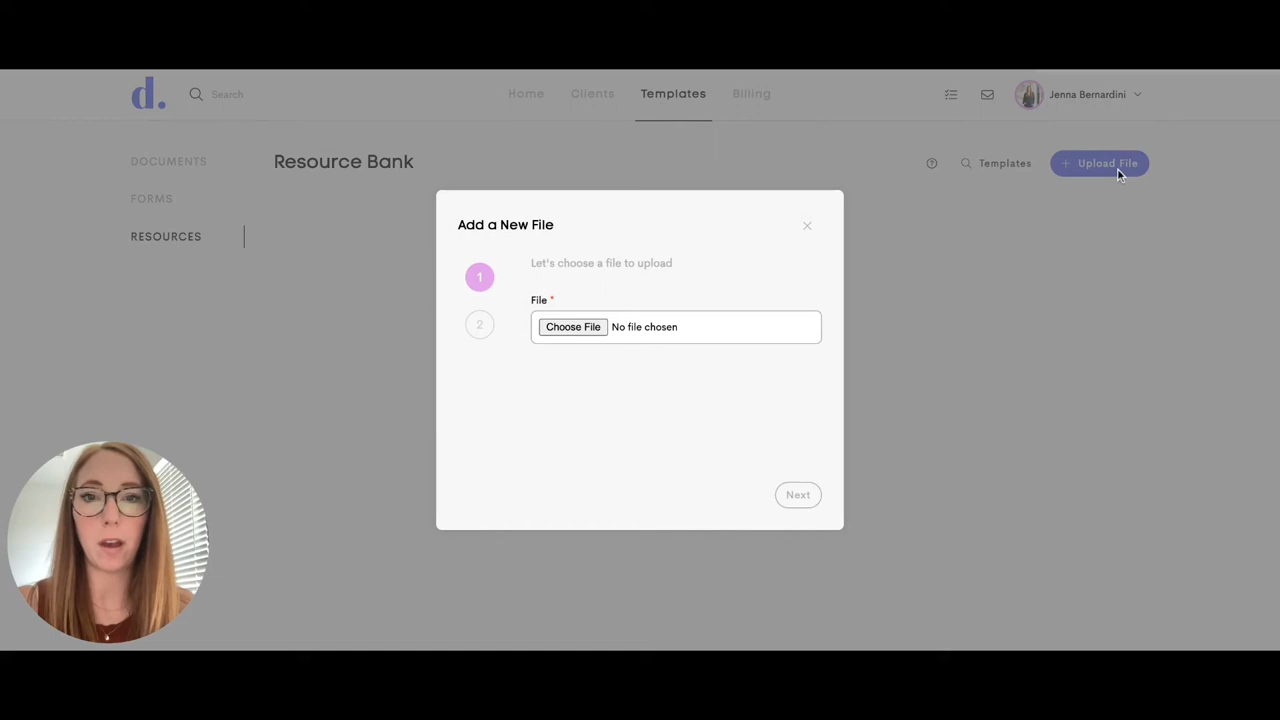 d.
Search
Home
Clients
Templates
Billing
Jenna Bernardini
DOCUMENTS
FORMS
RESOURCES
Resource Bank
Templates
+ Upload File
Add a New File
1
Let's choose a file to upload
File *
Choose File No file chosen
2
Next